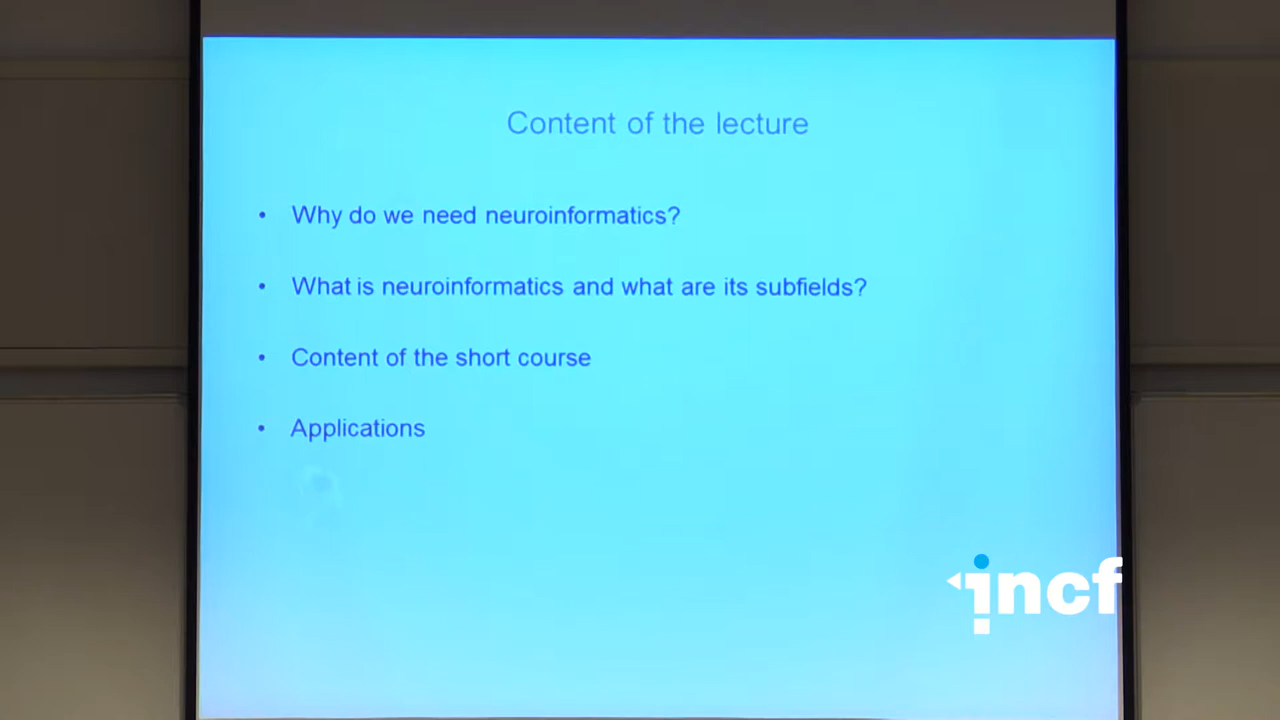 Content of the lecture
• Why do we need neuroinformatics?
• What is neuroinformatics and what are its subfields?
• Content of the short course
• Applications
incf